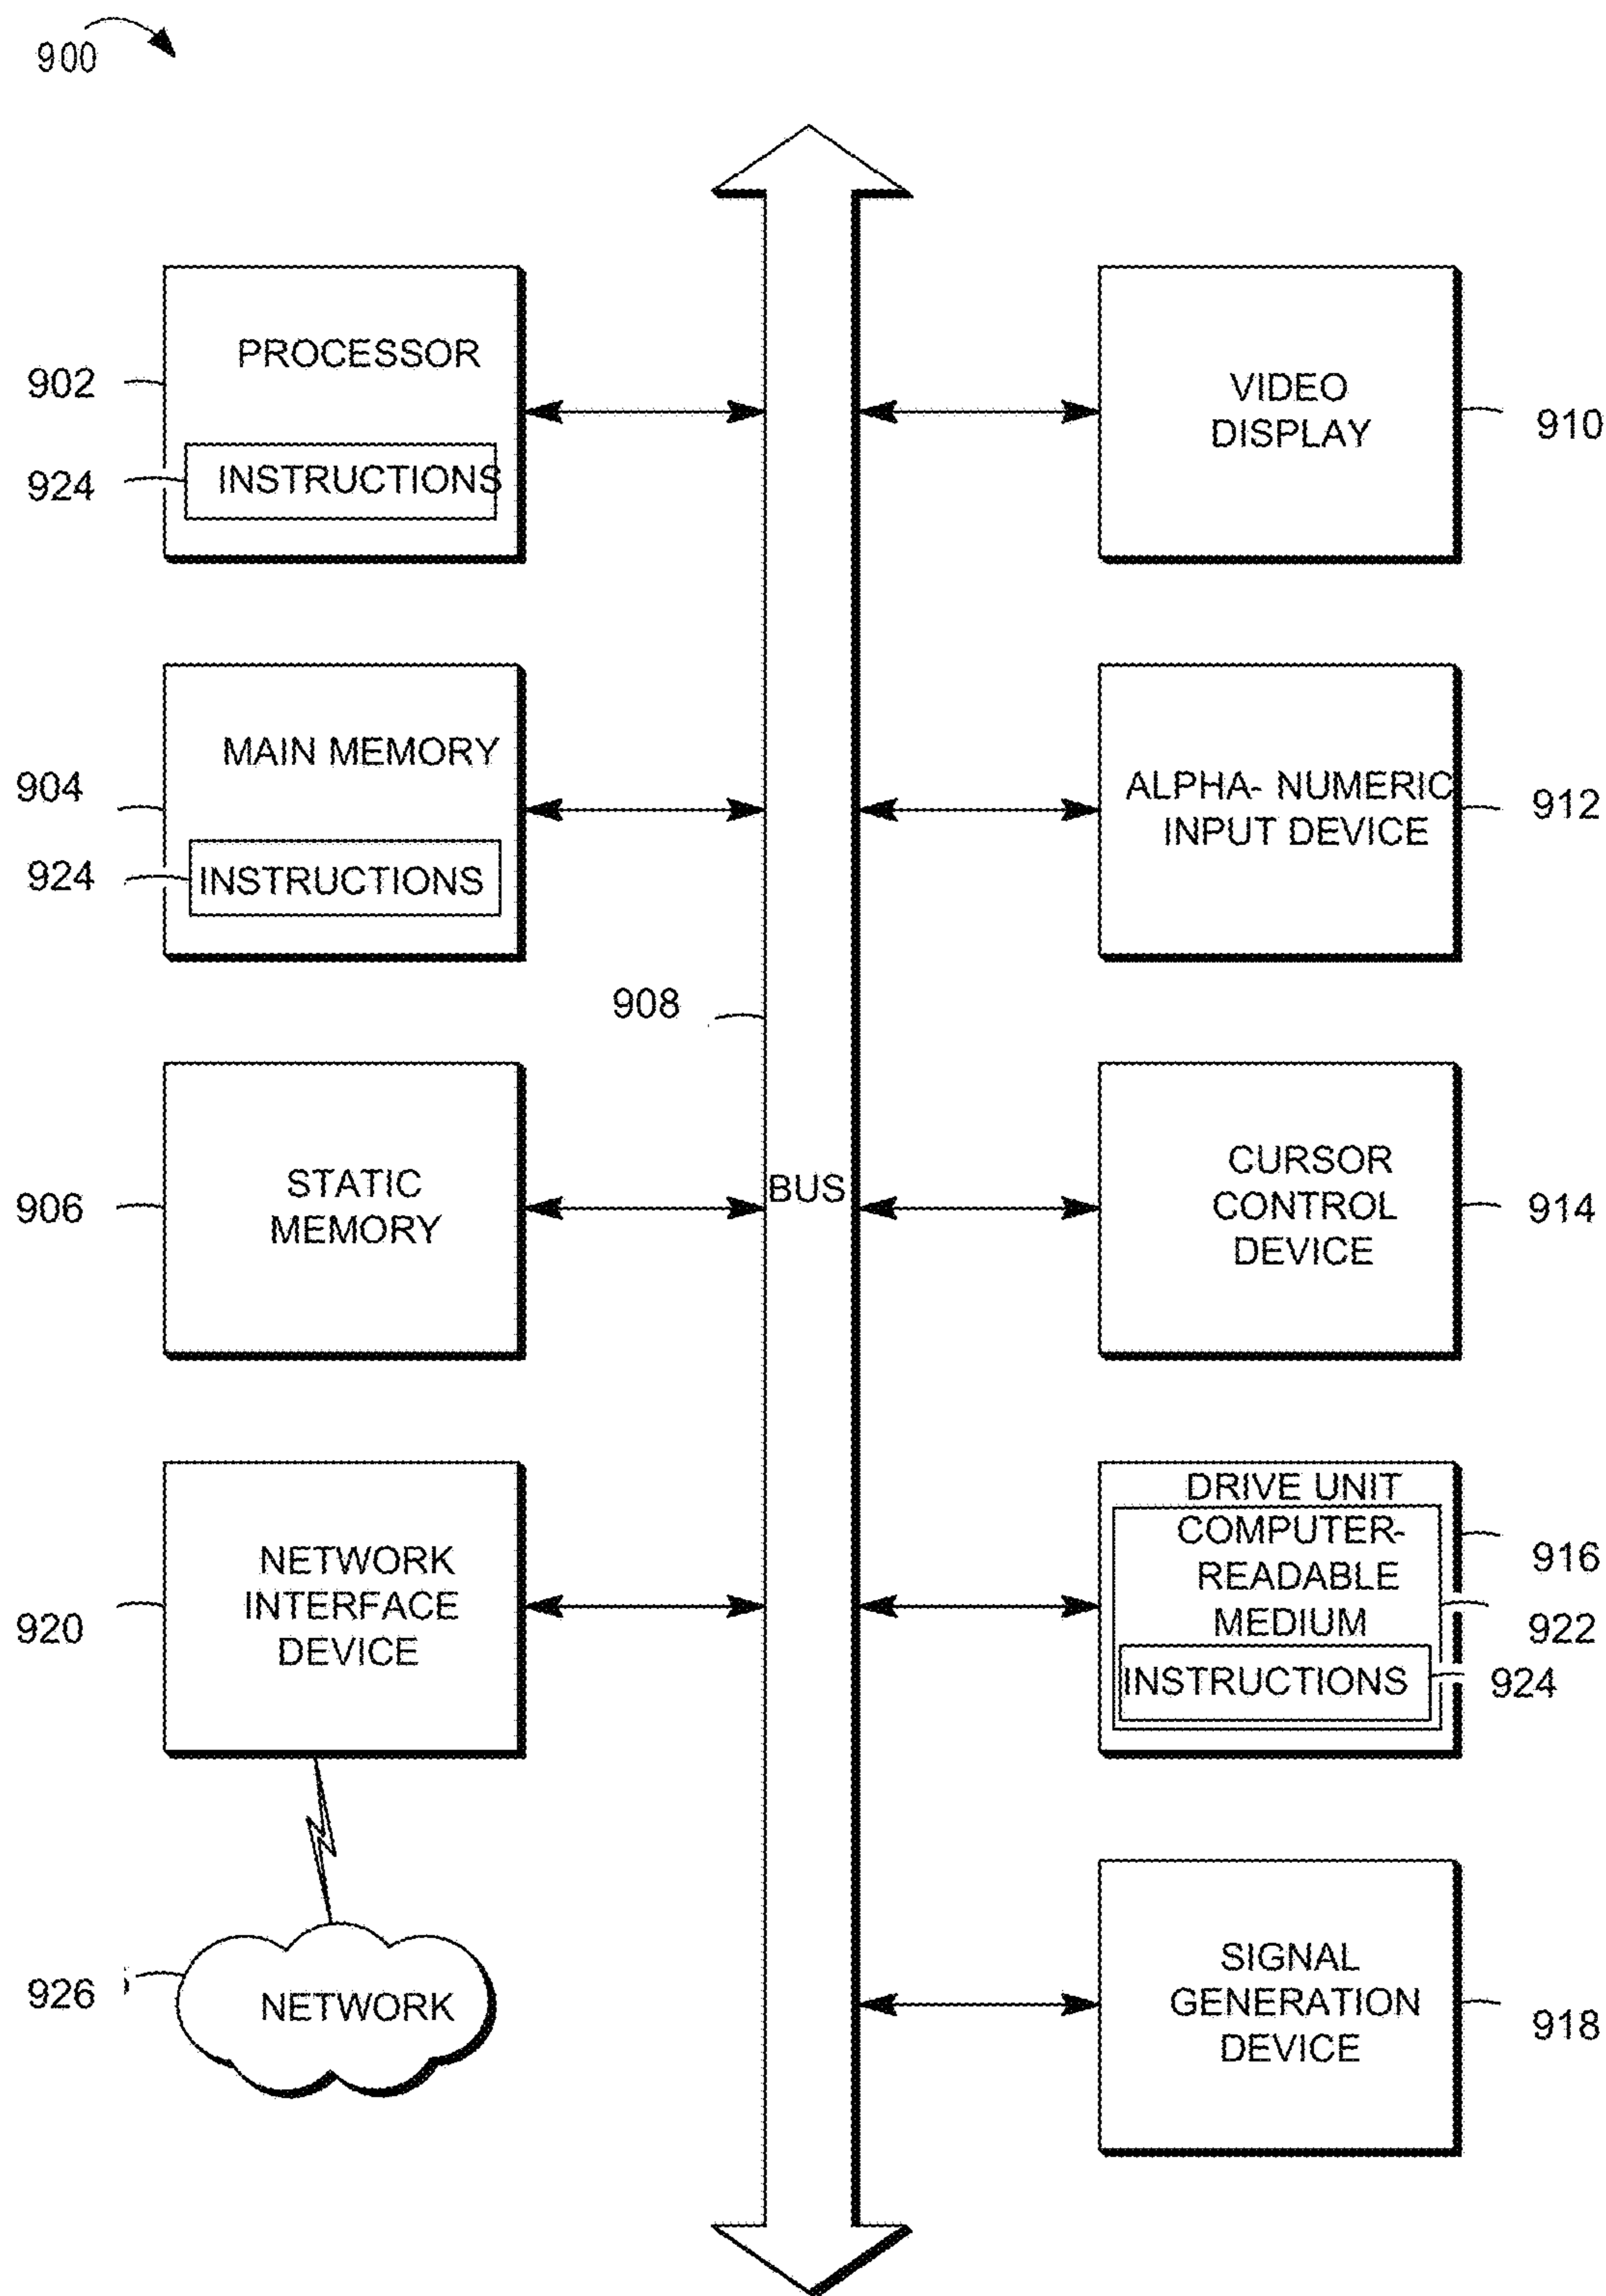 900
PROCESSOR
902
924
INSTRUCTIONS
VIDEO
DISPLAY
910
MAIN MEMORY
904
924
INSTRUCTIONS
ALPHA- NUMERIC
INPUT DEVICE
912
908
STATIC
MEMORY
906
BUS
CURSOR
CONTROL
DEVICE
914
NETWORK
INTERFACE
DEVICE
920
DRIVE UNIT
COMPUTER-
READABLE
MEDIUM
INSTRUCTIONS
916
922
924
926
NETWORK
SIGNAL
GENERATION
DEVICE
918